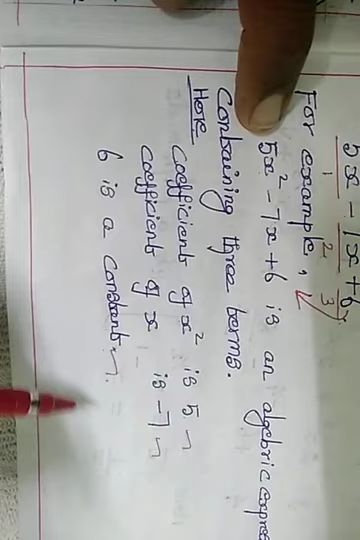 5x² - 7x + 6
1 2 3
For example,
5x² - 7x + 6 is an algebric
Containing three terms.
Here
Coefficient of x² is 5
coefficient of x is -7
6 is a constant.